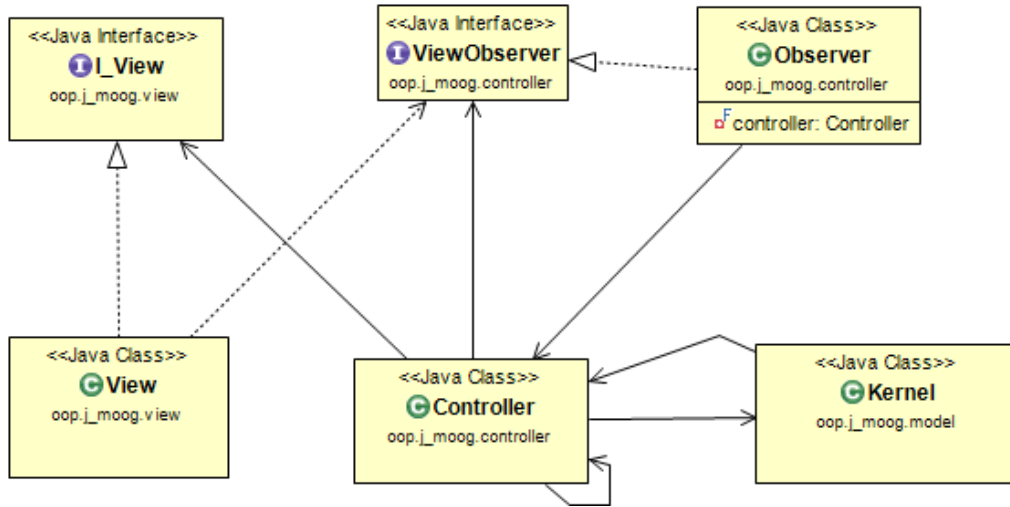 <<Java Interface>>
I_View
oop.j_moog.view
<<Java Interface>>
ViewObserver
oop.j_moog.controller
<<Java Class>>
Observer
oop.j_moog.controller
controller: Controller
<<Java Class>>
View
oop.j_moog.view
<<Java Class>>
Controller
oop.j_moog.controller
<<Java Class>>
Kernel
oop.j_moog.model